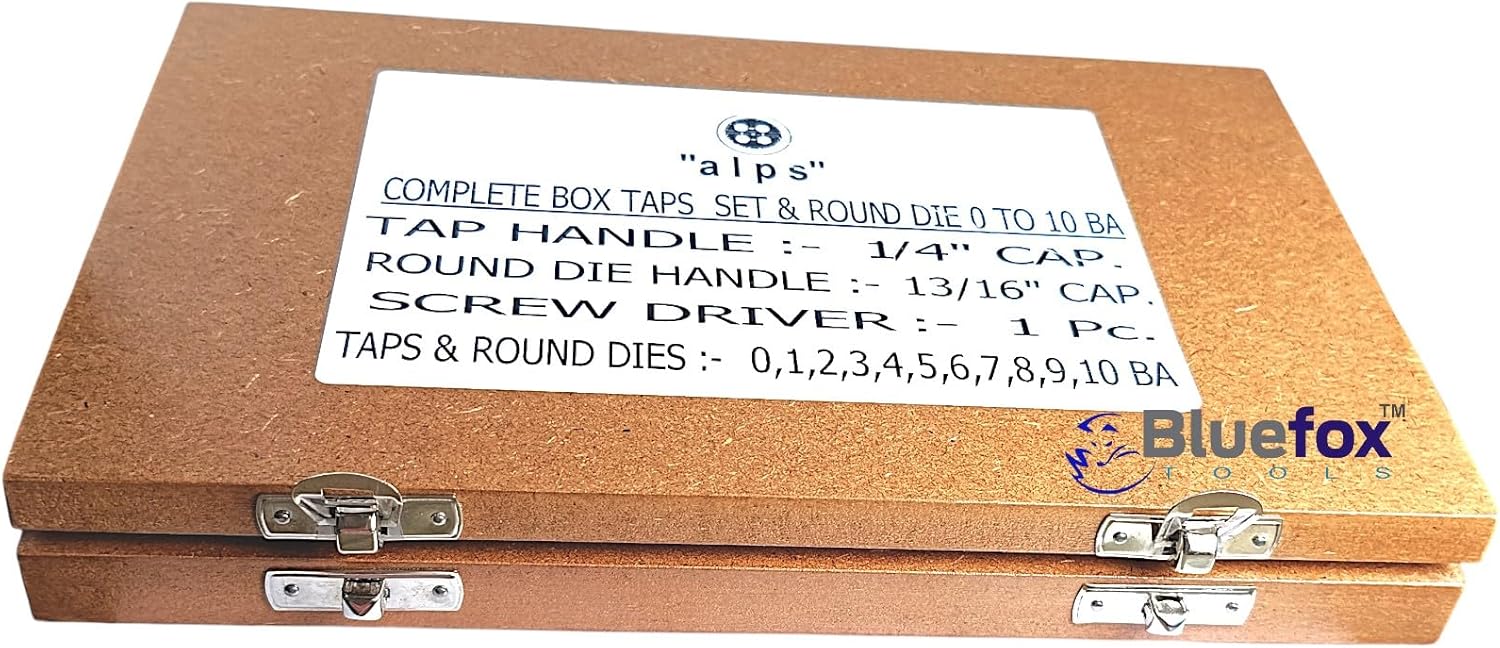 "alps"
COMPLETE BOX TAPS SET & ROUND DIE 0 TO 10 BA
TAP HANDLE :- 1/4" CAP.
ROUND DIE HANDLE :- 13/16" CAP.
SCREW DRIVER :- 1 Pc.
TAPS & ROUND DIES :- 0,1,2,3,4,5,6,7,8,9,10 BA
Bluefox™
TOOLS